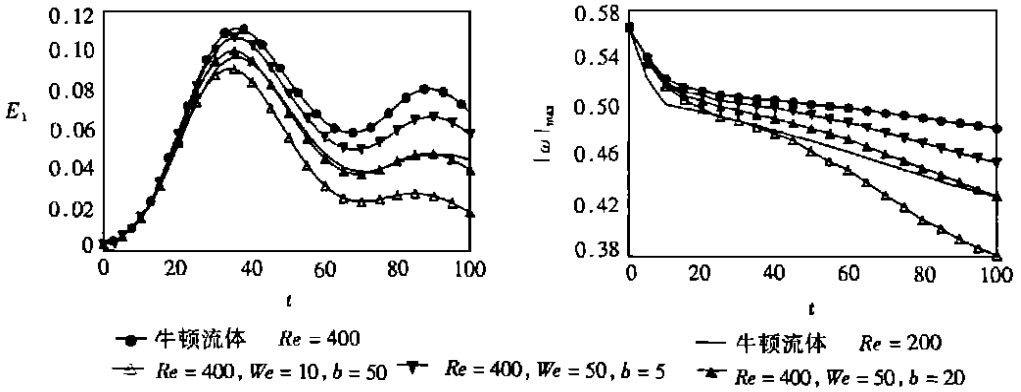 0.12
0.10
0.08
0.06
0.04
0.02
0
E₁
0 20 40 60 80 100
t
0.58
0.54
0.50
0.46
0.42
0.38
|ω|max
0 20 40 60 80 100
t
牛顿流体 Re = 400
牛顿流体 Re = 200
Re = 400, We = 10, b = 50
Re = 400, We = 50, b = 5
Re = 400, We = 50, b = 20